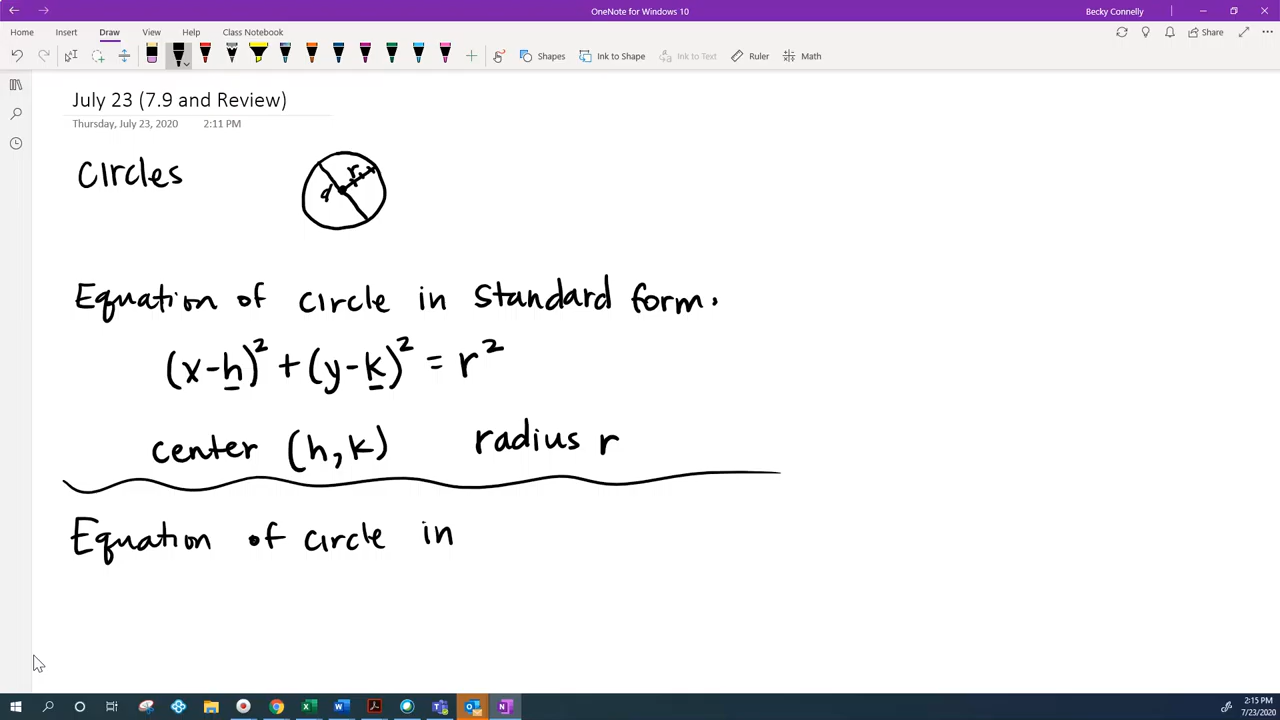 OneNote for Windows 10
Becky Connelly
Home Insert Draw View Help Class Notebook
Share
Shapes Ink to Shape Ink to Text Ruler Math
July 23 (7.9 and Review)
Thursday, July 23, 2020 2:11 PM
Circles
r
d
Equation of circle in standard form.
(x-h)²+(y-k)²=r²
center (h,k) radius r
Equation of circle in
2:15 PM
7/23/2020